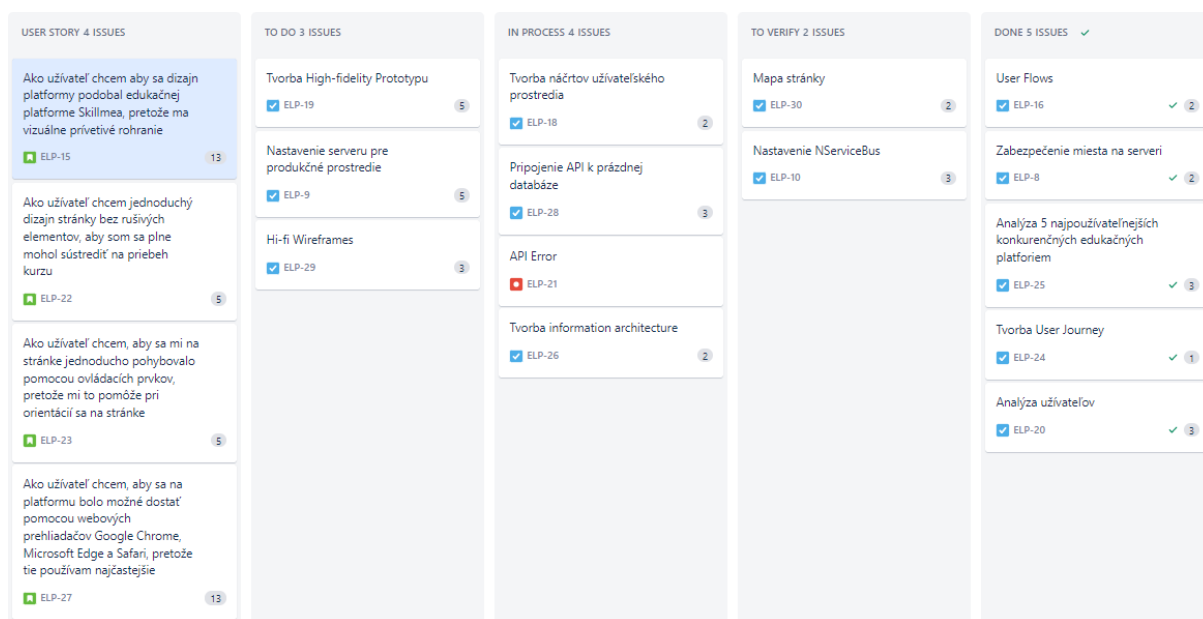 USER STORY 4 ISSUES
Ako užívateľ chcem aby sa dizajn
platformy podobal edukačnej
platforme Skillmea, pretože ma
vizuálne prívetivé rohranie
ELP-15 13
Ako užívateľ chcem jednoduchý
dizajn stránky bez rušivých
elementov, aby som sa plne
mohol sústrediť na priebeh
kurzu
ELP-22 5
Ako užívateľ chcem, aby sa mi na
stránke jednoducho pohybovalo
pomocou ovládacích prvkov,
pretože mi to pomôže pri
orientácií sa na stránke
ELP-23 5
Ako užívateľ chcem, aby sa na
platformu bolo možné dostať
pomocou webových
prehliadačov Google Chrome,
Microsoft Edge a Safari, pretože
tie používam najčastejšie
ELP-27 13
TO DO 3 ISSUES
Tvorba High-fidelity Prototypu
ELP-19 5
Nastavenie serveru pre
produkčné prostredie
ELP-9 5
Hi-fi Wireframes
ELP-29 3
IN PROCESS 4 ISSUES
Tvorba náčrtov užívateľského
prostredia
ELP-18 2
Pripojenie API k prázdnej
databáze
ELP-28 3
API Error
ELP-21
Tvorba information architecture
ELP-26 2
TO VERIFY 2 ISSUES
Mapa stránky
ELP-30 2
Nastavenie NServiceBus
ELP-10 3
DONE 5 ISSUES
User Flows
ELP-16 2
Zabezpečenie miesta na serveri
ELP-8 2
Analýza 5 najpoužívateľnejších
konkurenčných edukačných
platforiem
ELP-25 3
Tvorba User Journey
ELP-24 1
Analýza užívateľov
ELP-20 3